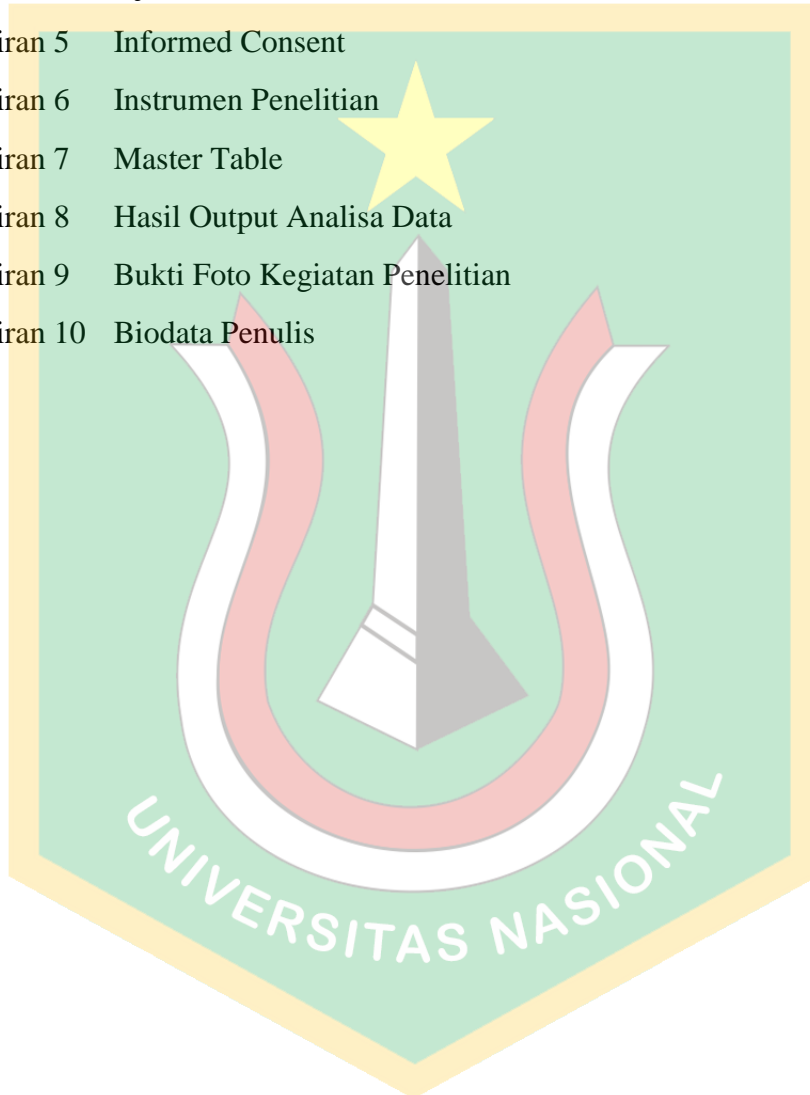 iran 5 Informed Consent
iran 6 Instrumen Penelitian
iran 7 Master Table
iran 8 Hasil Output Analisa Data
iran 9 Bukti Foto Kegiatan Penelitian
iran 10 Biodata Penulis
UNIVERSITAS NASIONAL